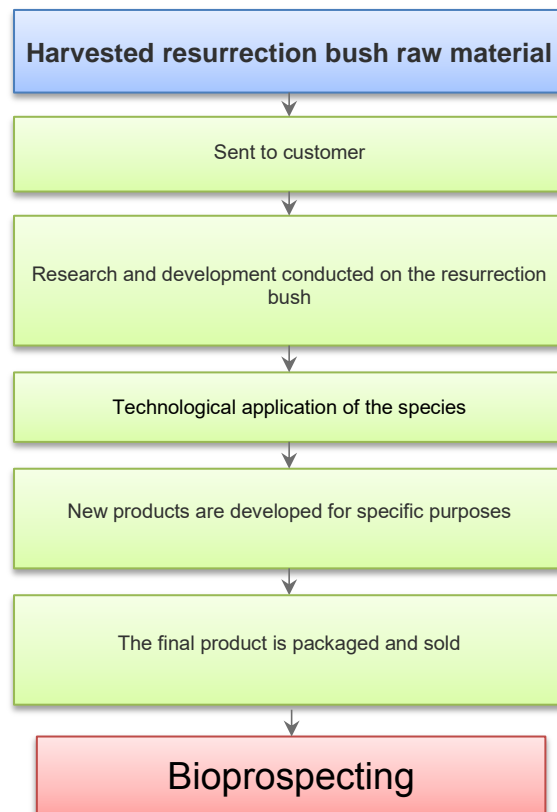 Harvested resurrection bush raw material
Sent to customer
Research and development conducted on the resurrection
bush
Technological application of the species
New products are developed for specific purposes
The final product is packaged and sold
Bioprospecting